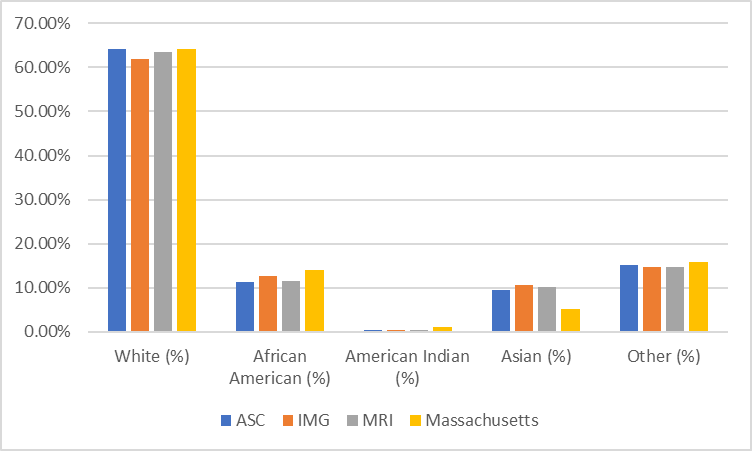 70.00%
60.00%
50.00%
40.00%
30.00%
20.00%
10.00%
0.00%
White (%)
African
American (%)
American Indian
(%)
Asian (%)
Other (%)
ASC IMG MRI Massachusetts